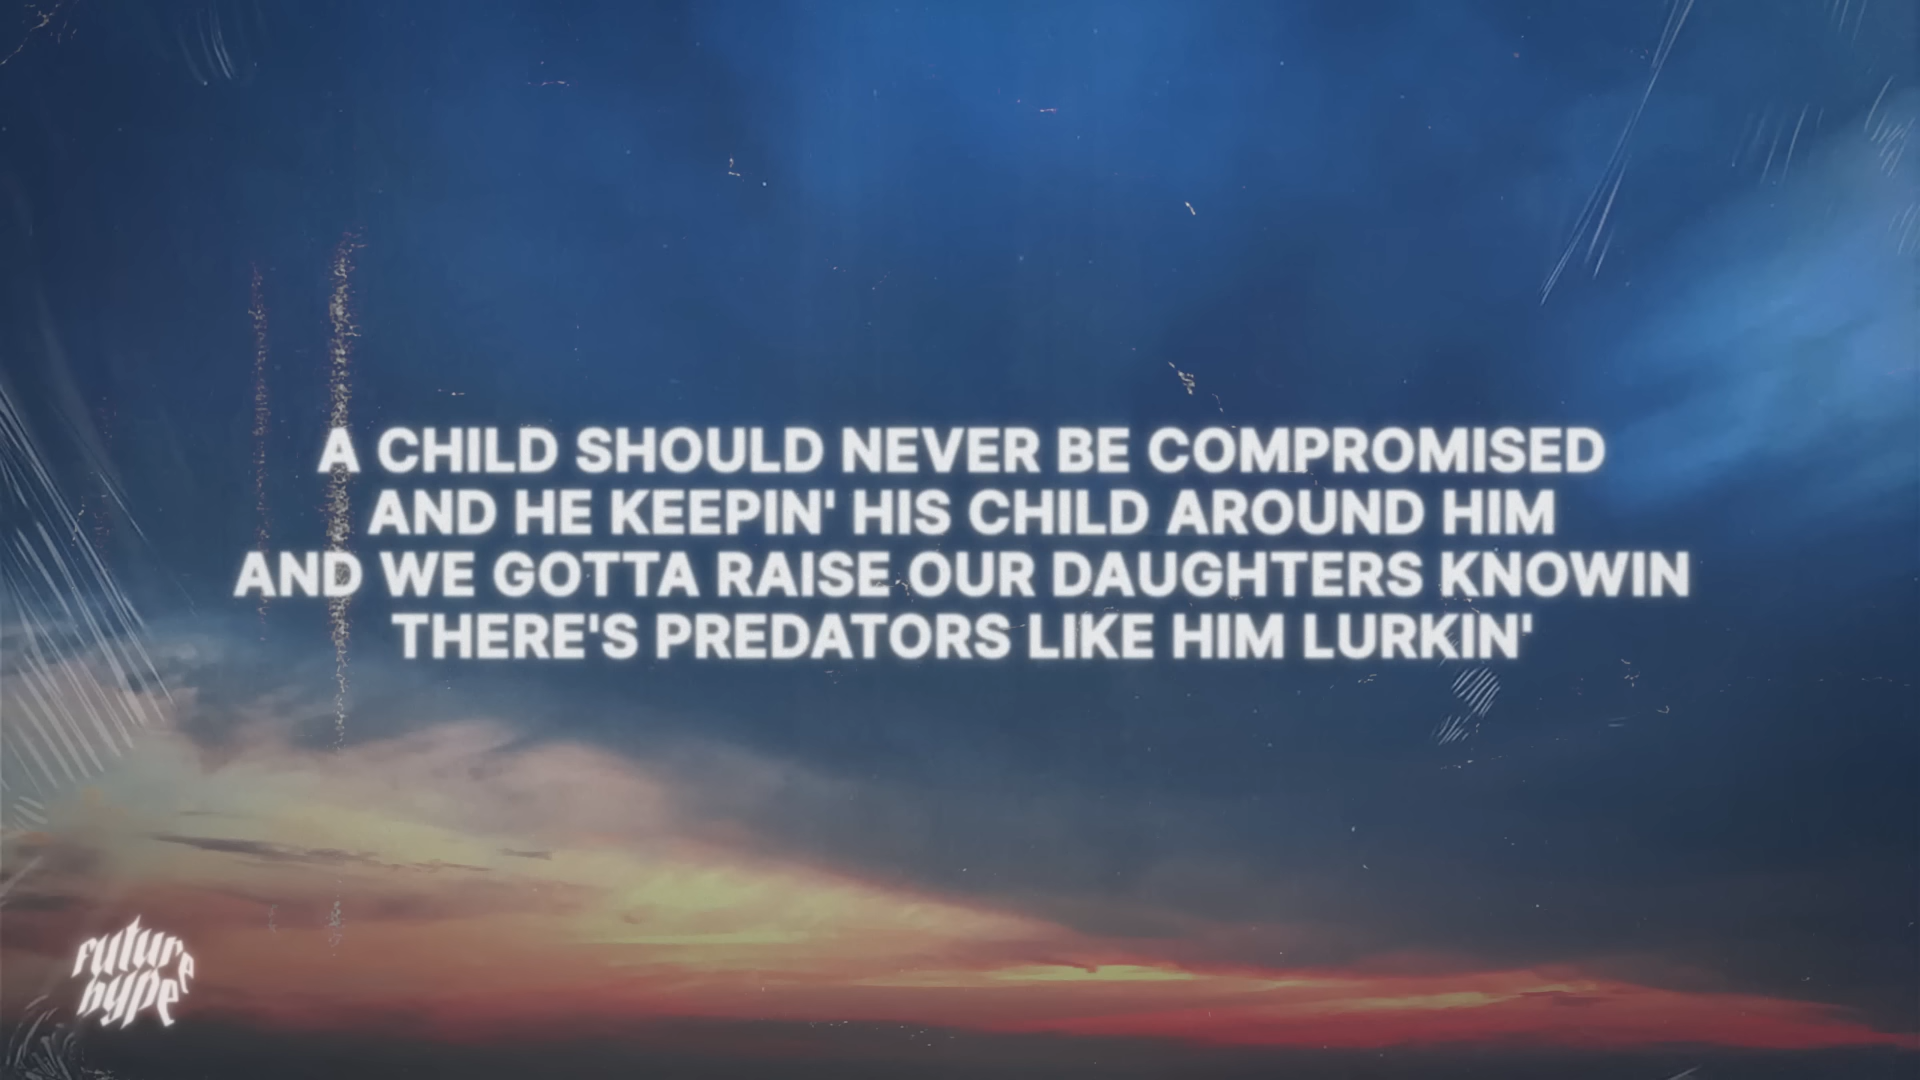 A CHILD SHOULD NEVER BE COMPROMISED
AND HE KEEPIN' HIS CHILD AROUND HIM
AND WE GOTTA RAISE OUR DAUGHTERS KNOWIN
THERE'S PREDATORS LIKE HIM LURKIN'
future
hype